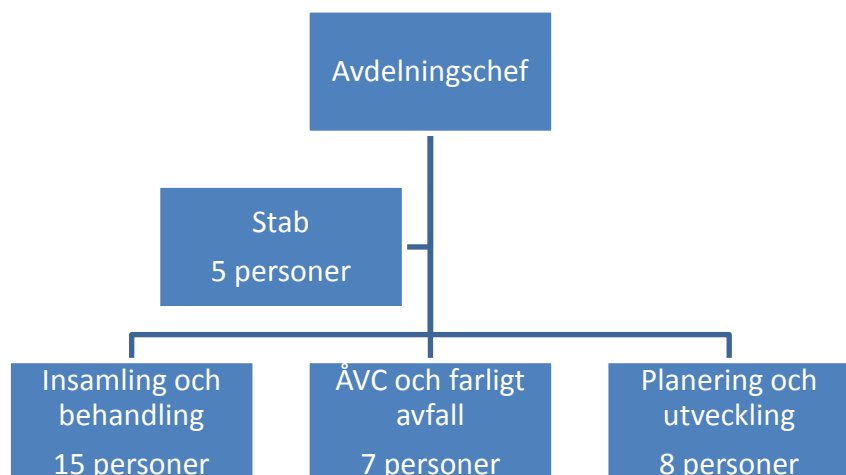 Avdelningschef
Stab
5 personer
Insamling och
behandling
15 personer
ÅVC och farligt
avfall
7 personer
Planering och
utveckling
8 personer